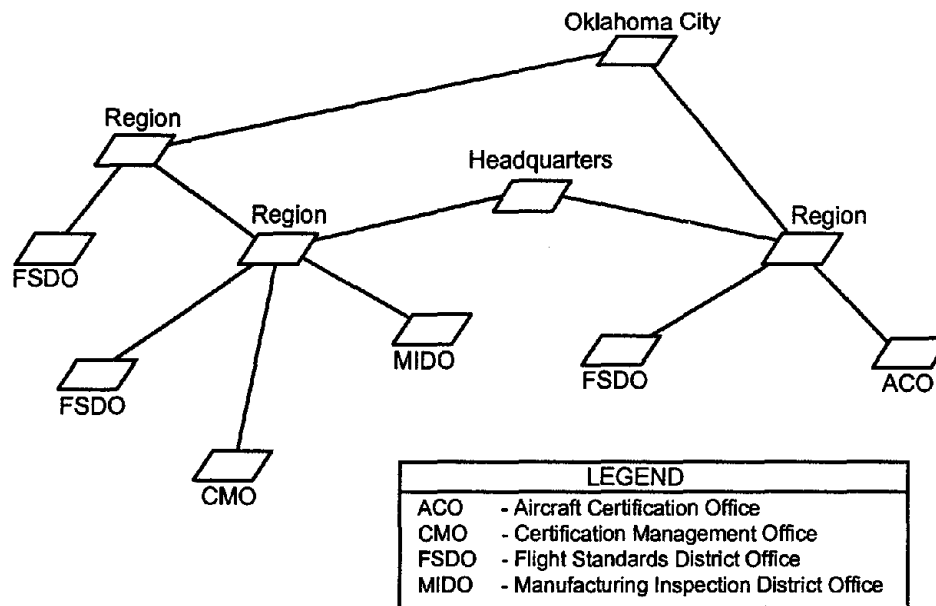 Oklahoma City
Region
Headquarters
Region
Region
FSDO
MIDO
FSDO
ACO
FSDO
CMO
LEGEND
ACO - Aircraft Certification Office
CMO - Certification Management Office
FSDO - Flight Standards District Office
MIDO - Manufacturing Inspection District Office